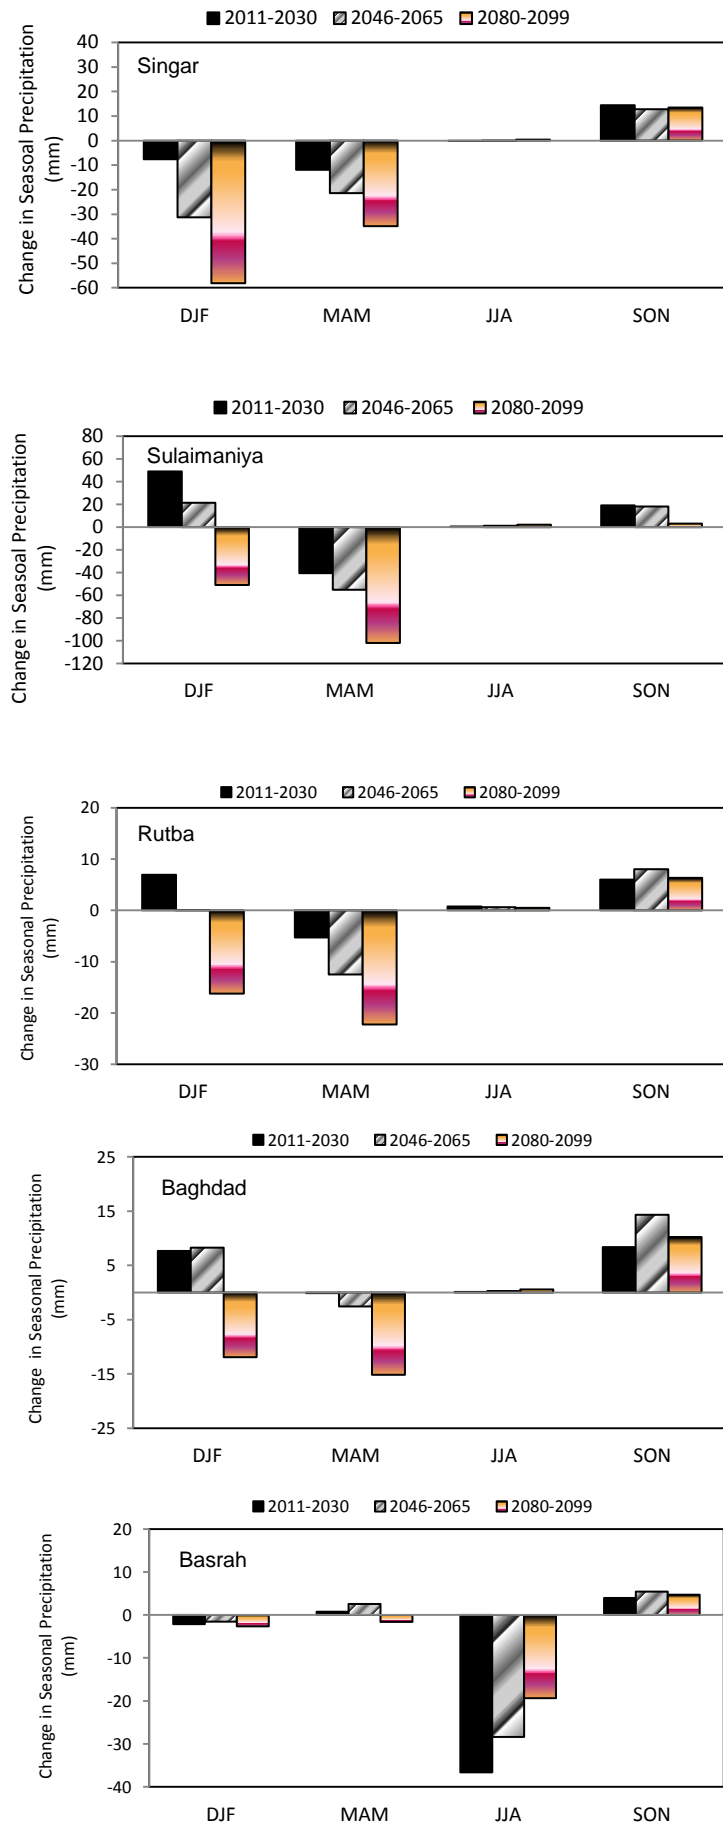 2011-2030 2046-2065 2080-2099
Singar
Change in Seasoal Precipitation
(mm)
40
30
20
10
0
-10
-20
-30
-40
-50
-60
DJF MAM JJA SON
2011-2030 2046-2065 2080-2099
Sulaimaniya
Change in Seasoal Precipitation
(mm)
80
60
40
20
0
-20
-40
-60
-80
-100
-120
DJF MAM JJA SON
2011-2030 2046-2065 2080-2099
Rutba
Change in Seasonal Precipitation
(mm)
20
10
0
-10
-20
-30
DJF MAM JJA SON
2011-2030 2046-2065 2080-2099
Baghdad
Change in Seasonal Precipitation
(mm)
25
15
5
-5
-15
-25
DJF MAM JJA SON
2011-2030 2046-2065 2080-2099
Basrah
Change in Seasonal Precipitation
(mm)
20
10
0
-10
-20
-30
-40
DJF MAM JJA SON